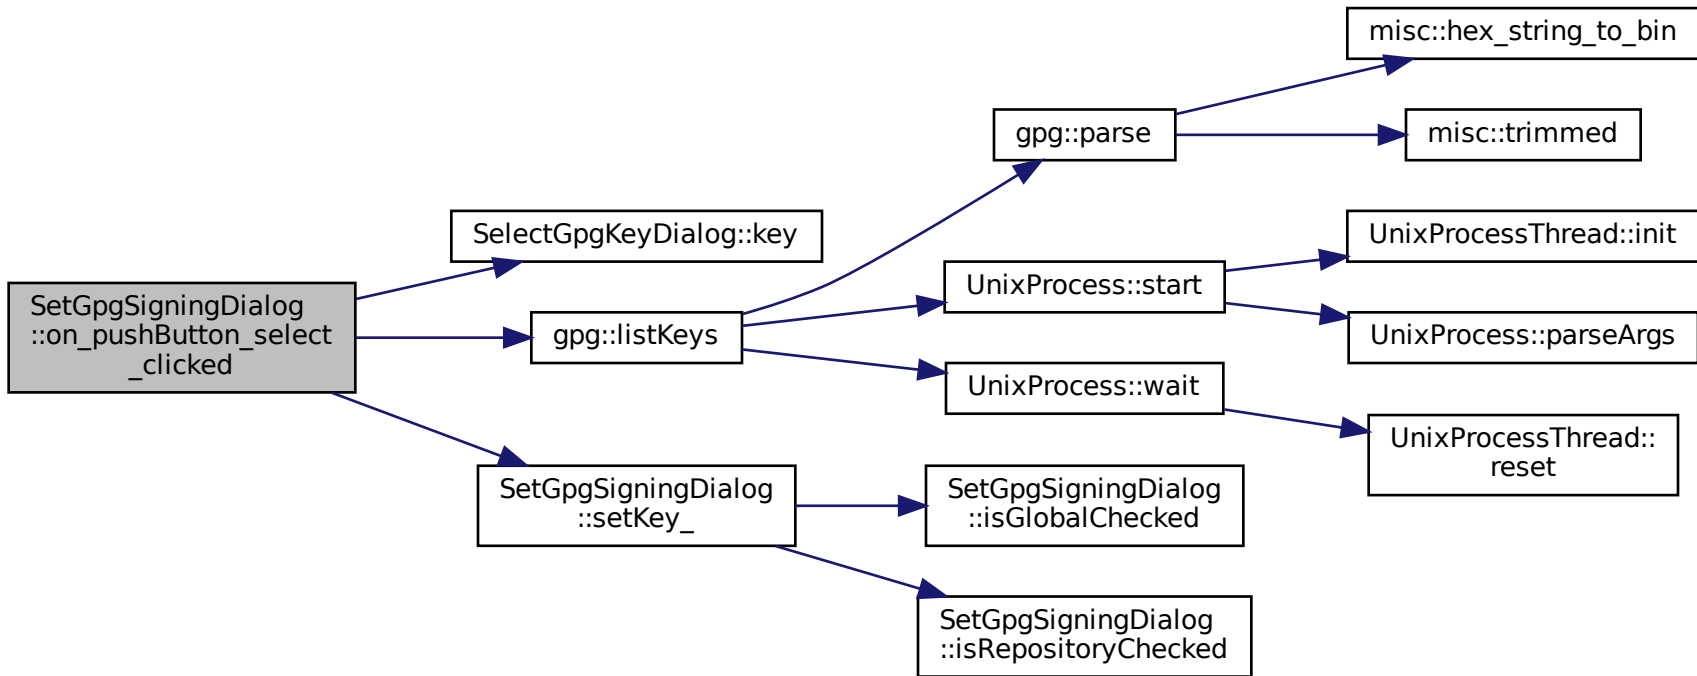 SetGpgSigningDialog
::on_pushButton_select
_clicked
SelectGpgKeyDialog::key
gpg::listKeys
SetGpgSigningDialog
::setKey_
gpg::parse
UnixProcess::start
UnixProcess::wait
SetGpgSigningDialog
::isGlobalChecked
SetGpgSigningDialog
::isRepositoryChecked
misc::hex_string_to_bin
misc::trimmed
UnixProcessThread::init
UnixProcess::parseArgs
UnixProcessThread::
reset